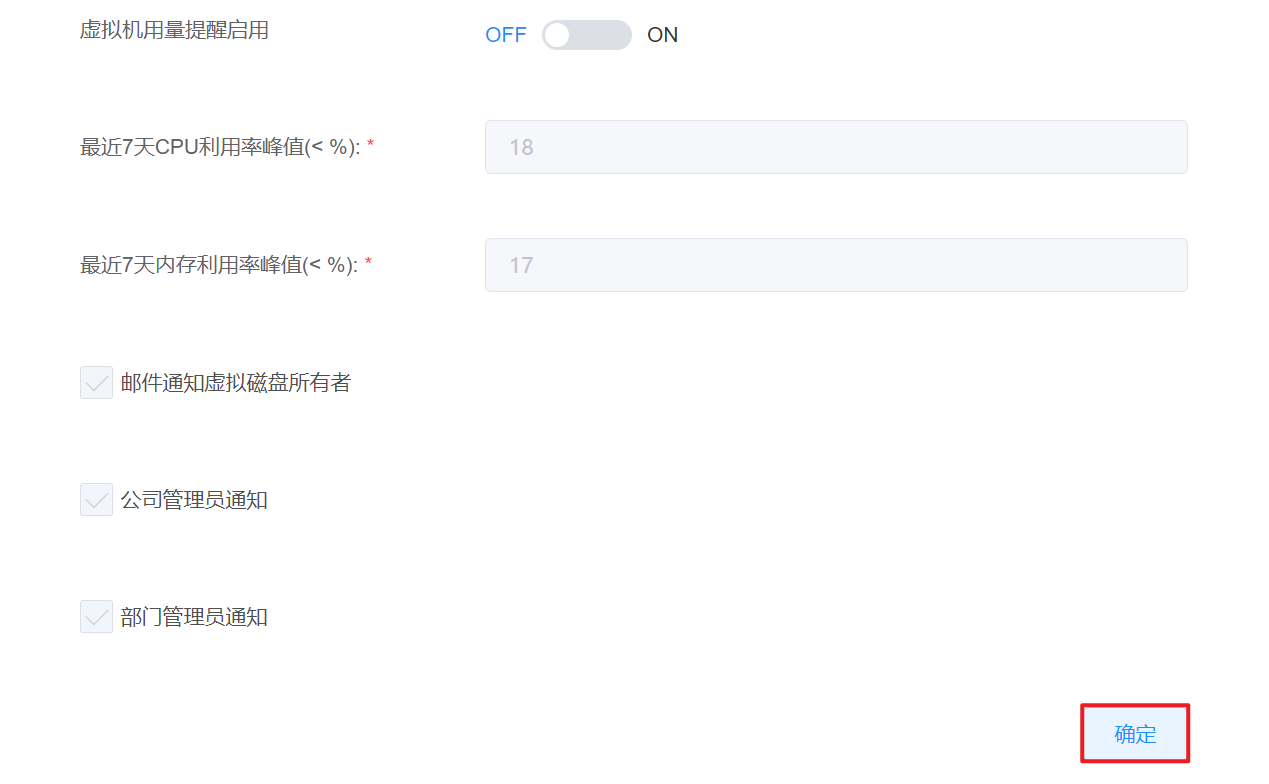 虚拟机用量提醒启用
OFF ON
最近7天CPU利用率峰值(< %): *
18
最近7天内存利用率峰值(< %): *
17
邮件通知虚拟磁盘所有者
公司管理员通知
部门管理员通知
确定